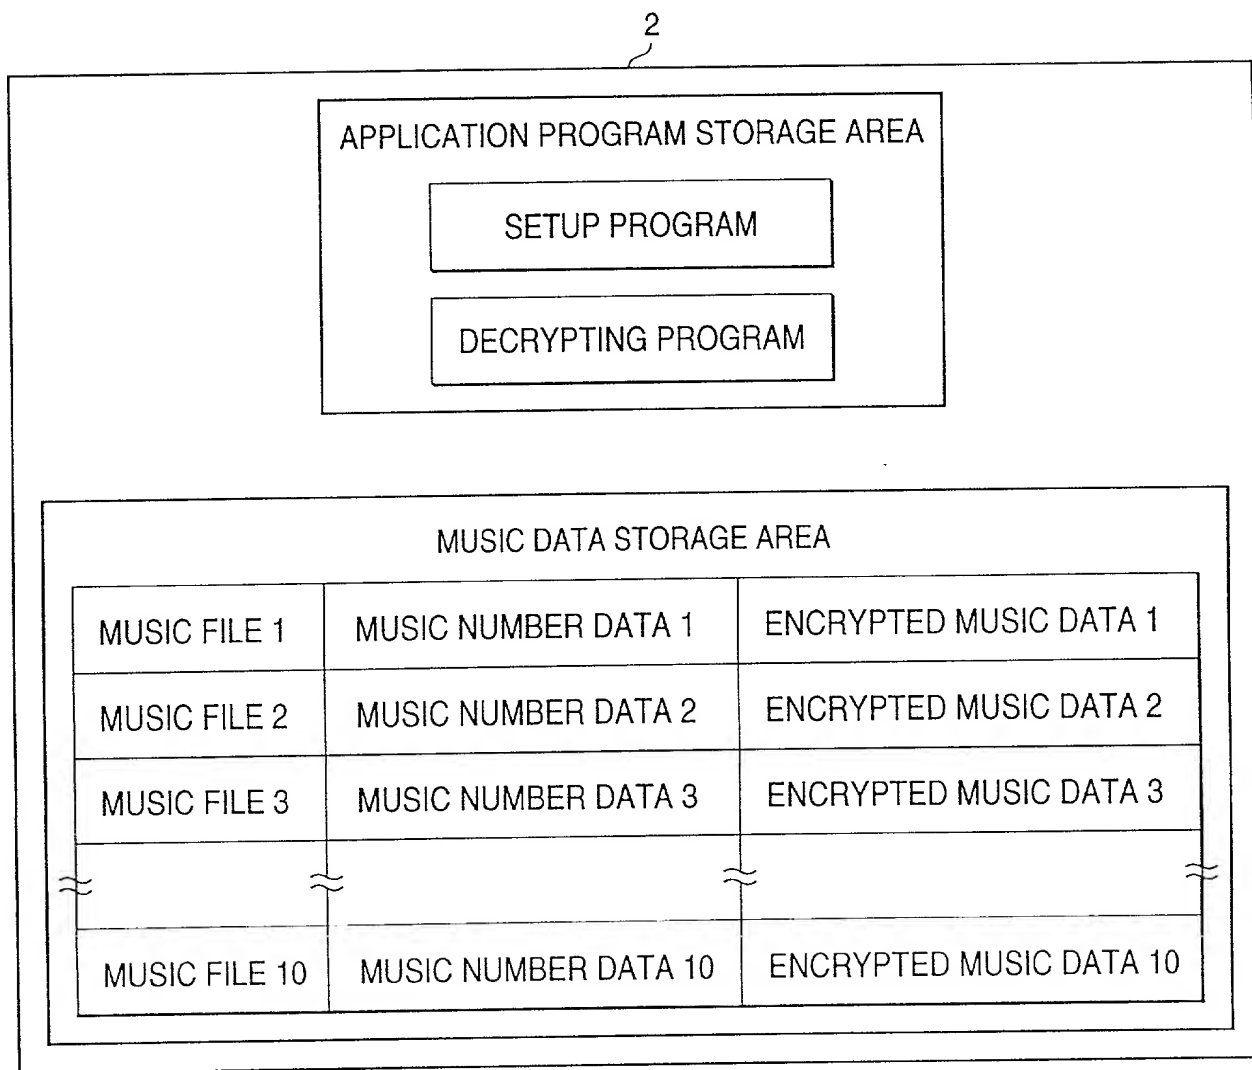 2
APPLICATION PROGRAM STORAGE AREA
SETUP PROGRAM
DECRYPTING PROGRAM
MUSIC DATA STORAGE AREA
MUSIC FILE 1 MUSIC NUMBER DATA 1 ENCRYPTED MUSIC DATA 1
MUSIC FILE 2 MUSIC NUMBER DATA 2 ENCRYPTED MUSIC DATA 2
MUSIC FILE 3 MUSIC NUMBER DATA 3 ENCRYPTED MUSIC DATA 3
MUSIC FILE 10 MUSIC NUMBER DATA 10 ENCRYPTED MUSIC DATA 10